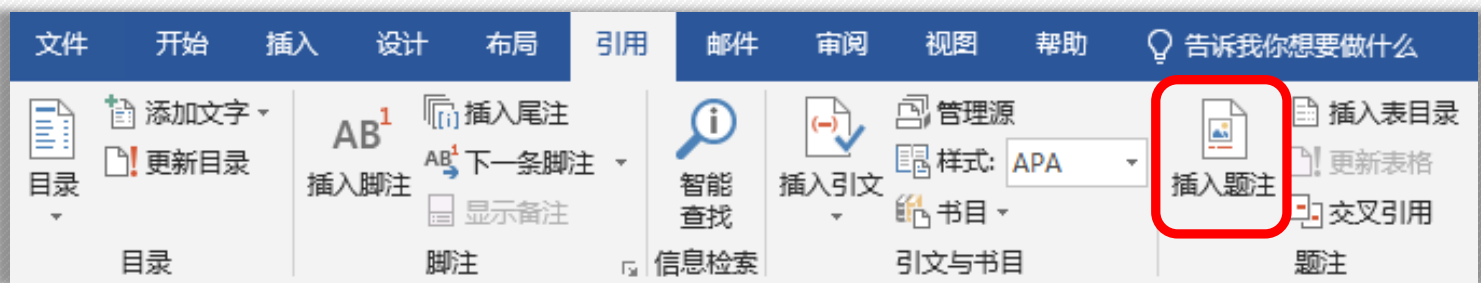 文件 开始 插入 设计 布局 引用 邮件 审阅 视图 帮助 告诉我你想要做什么
目录
添加文字
更新目录
目录
AB1
插入脚注
[i] 插入尾注
AB1 下一条脚注
显示备注
脚注
智能
查找
信息检索
插入引文
管理源
样式: APA
书目
引文与书目
插入题注
插入表目录
更新表格
交叉引用
题注